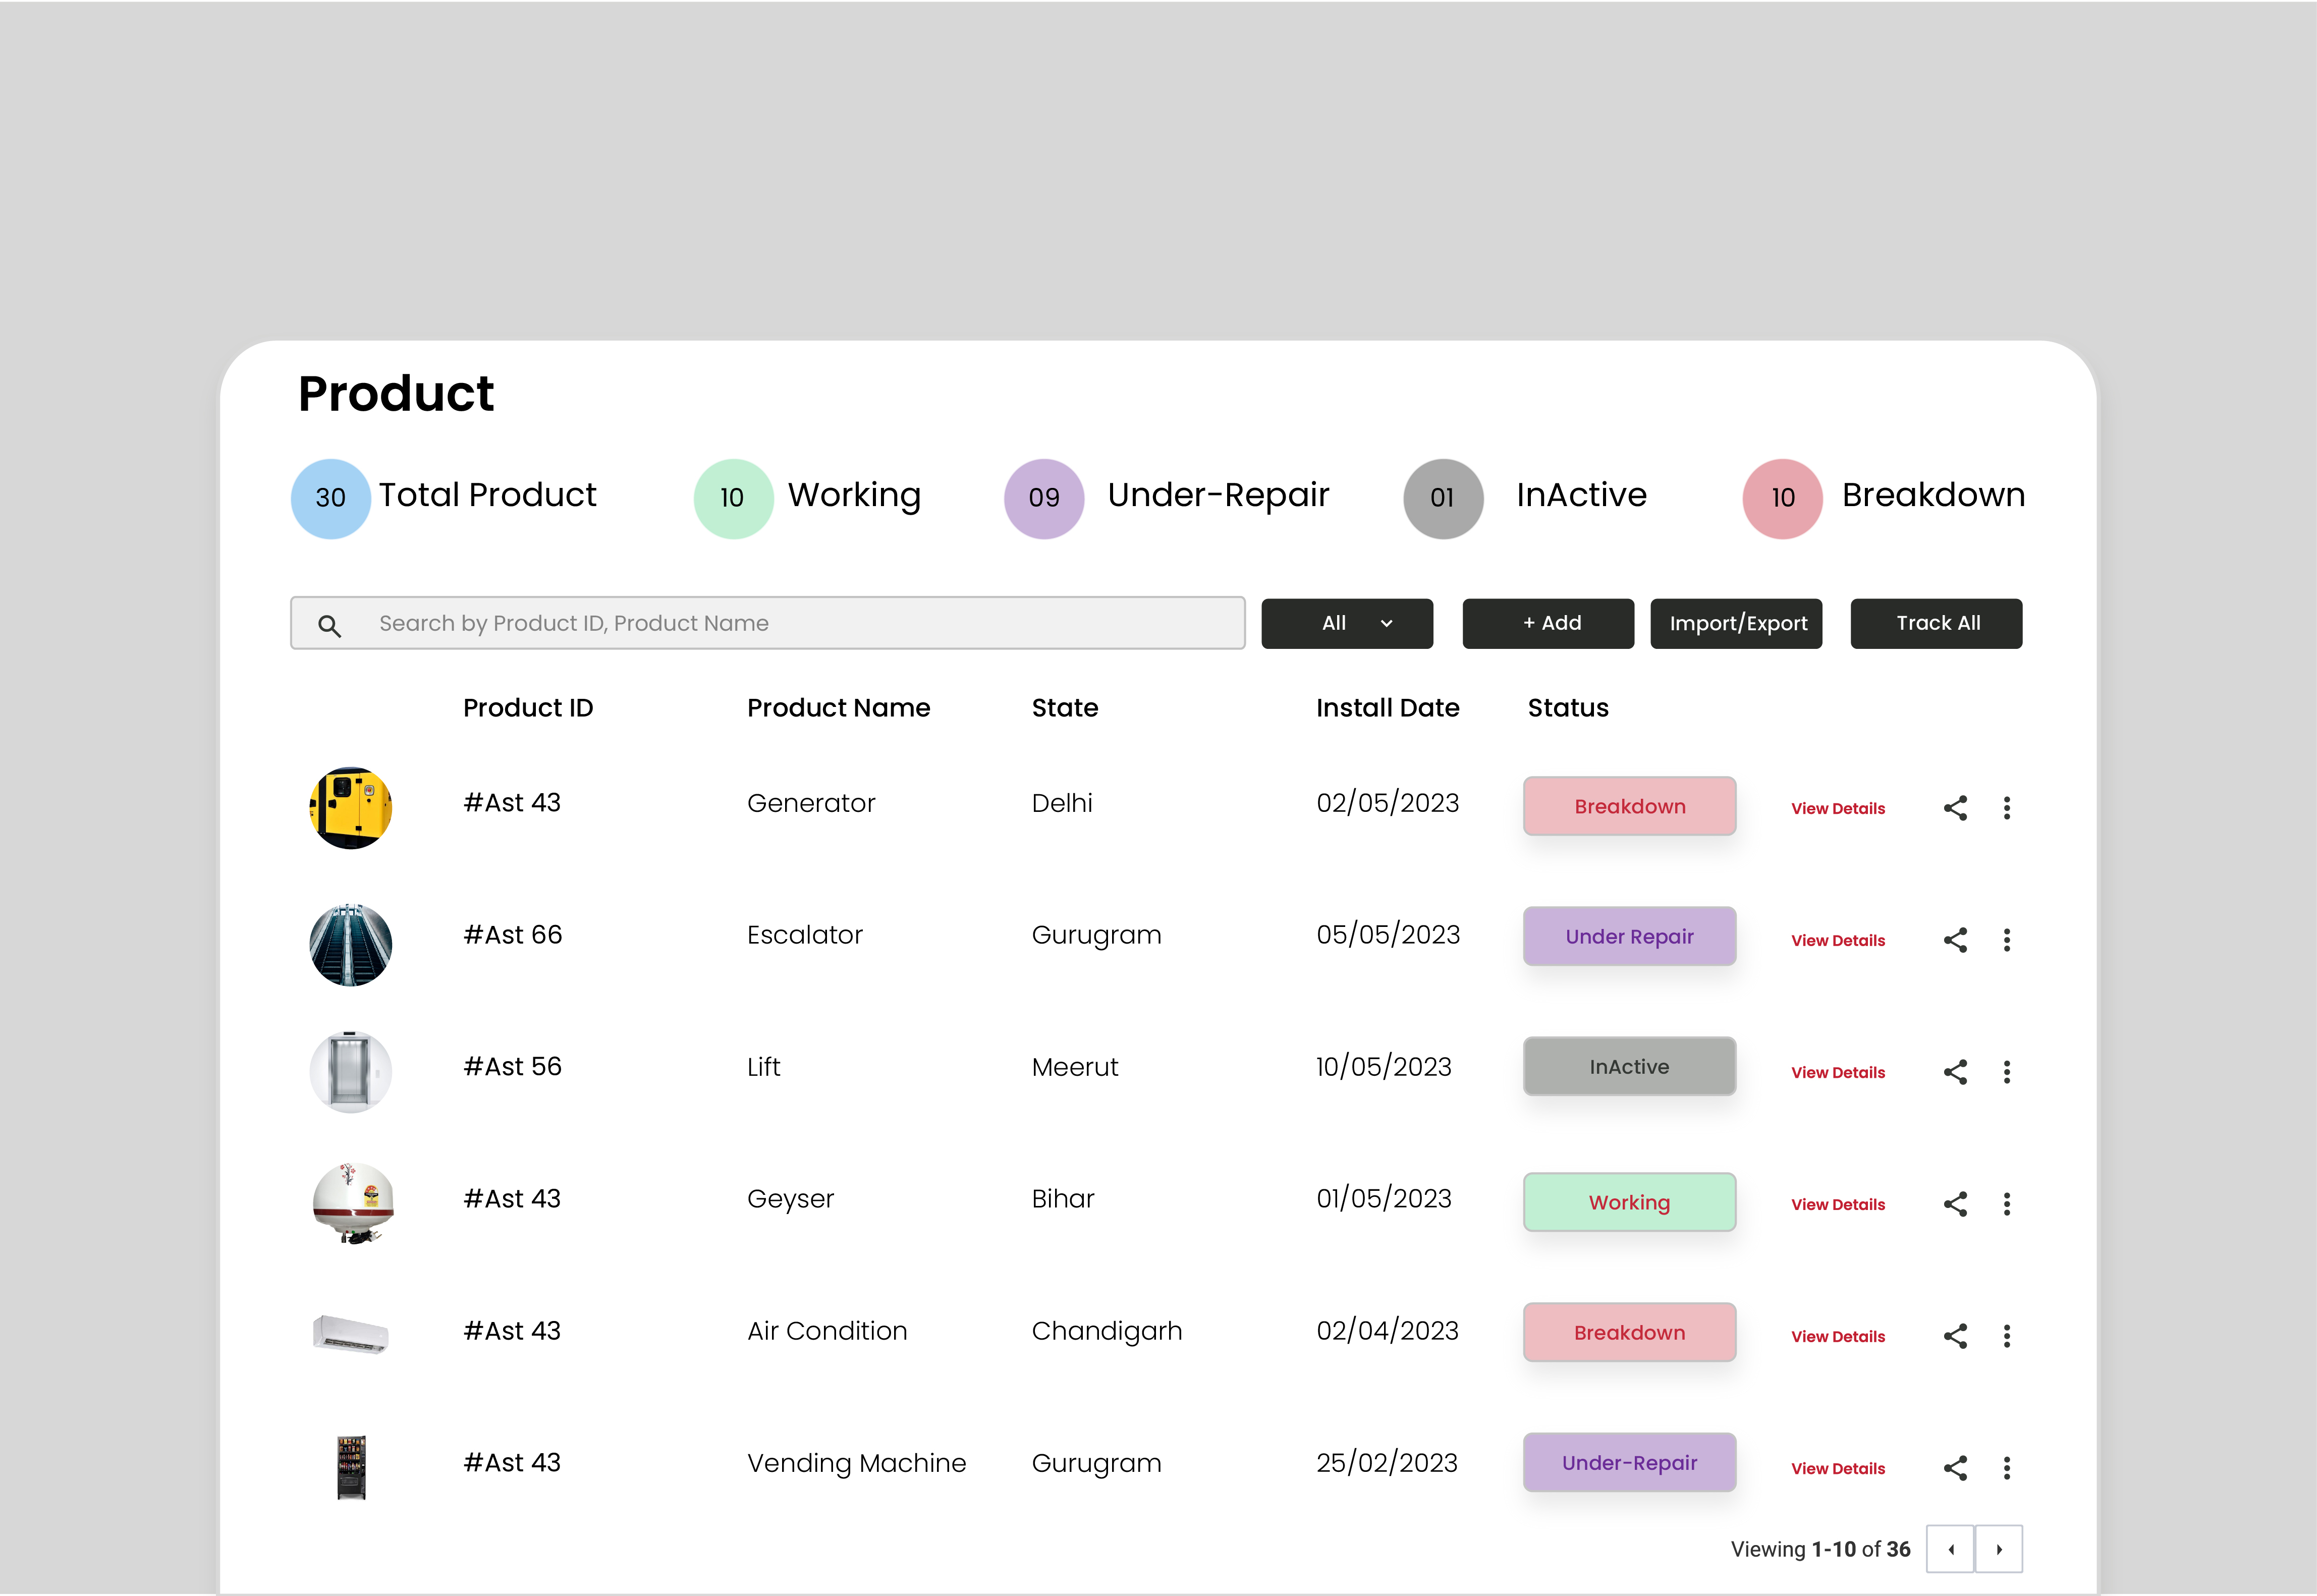 Product
30 Total Product 10 Working 09 Under-Repair 01 InActive 10 Breakdown
Search by Product ID, Product Name All + Add Import/Export Track All
Product ID Product Name State Install Date Status
#Ast 43 Generator Delhi 02/05/2023 Breakdown View Details
#Ast 66 Escalator Gurugram 05/05/2023 Under Repair View Details
#Ast 56 Lift Meerut 10/05/2023 InActive View Details
#Ast 43 Geyser Bihar 01/05/2023 Working View Details
#Ast 43 Air Condition Chandigarh 02/04/2023 Breakdown View Details
#Ast 43 Vending Machine Gurugram 25/02/2023 Under-Repair View Details
Viewing 1-10 of 36